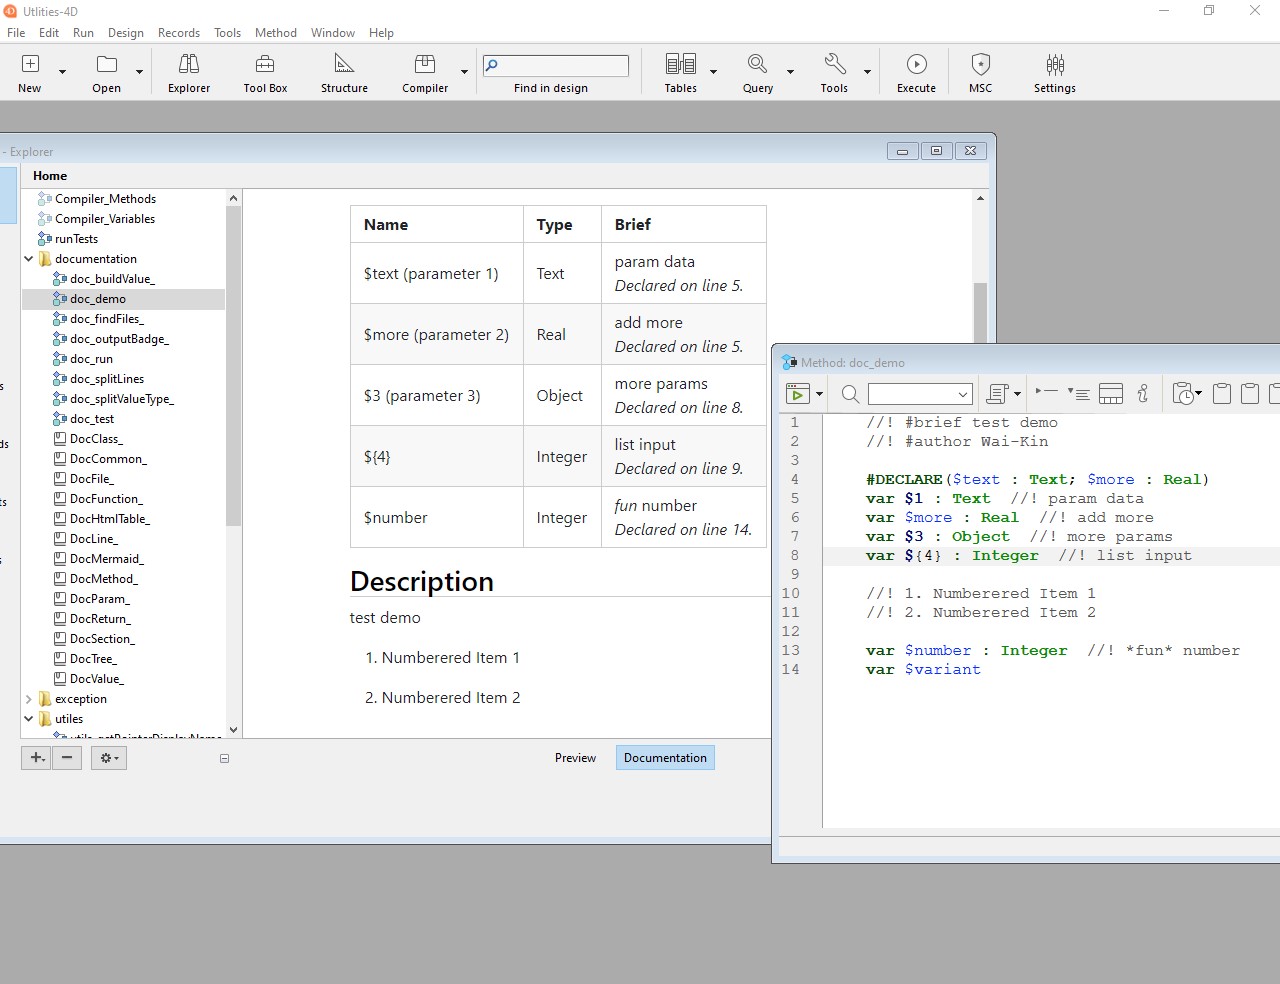 Utlities-4D
File Edit Run Design Records Tools Method Window Help
New Open Explorer Tool Box Structure Compiler Find in design Tables Query Tools Execute MSC Settings
- Explorer
Home
Compiler_Methods
Compiler_Variables
runTests
documentation
doc_buildValue_
doc_demo
doc_findFiles_
doc_outputBadge_
doc_run
doc_splitLines
doc_splitValueType_
doc_test
DocClass_
DocCommon_
DocFile_
DocFunction_
DocHtmlTable_
DocLine_
DocMermaid_
DocMethod_
DocParam_
DocReturn_
DocSection_
DocTree_
DocValue_
exception
utiles
Name Type Brief
$text (parameter 1) Text param data
Declared on line 5.
$more (parameter 2) Real add more
Declared on line 5.
$3 (parameter 3) Object more params
Declared on line 8.
${4} Integer list input
Declared on line 9.
$number Integer fun number
Declared on line 14.
Description
test demo
1. Numberered Item 1
2. Numberered Item 2
Preview Documentation
Method: doc_demo
1 //! #brief test demo
2 //! #author Wai-Kin
3
4 #DECLARE($text : Text; $more : Real)
5 var $1 : Text //! param data
6 var $more : Real //! add more
7 var $3 : Object //! more params
8 var ${4} : Integer //! list input
9
10 //! 1. Numberered Item 1
11 //! 2. Numberered Item 2
12
13 var $number : Integer //! *fun* number
14 var $variant